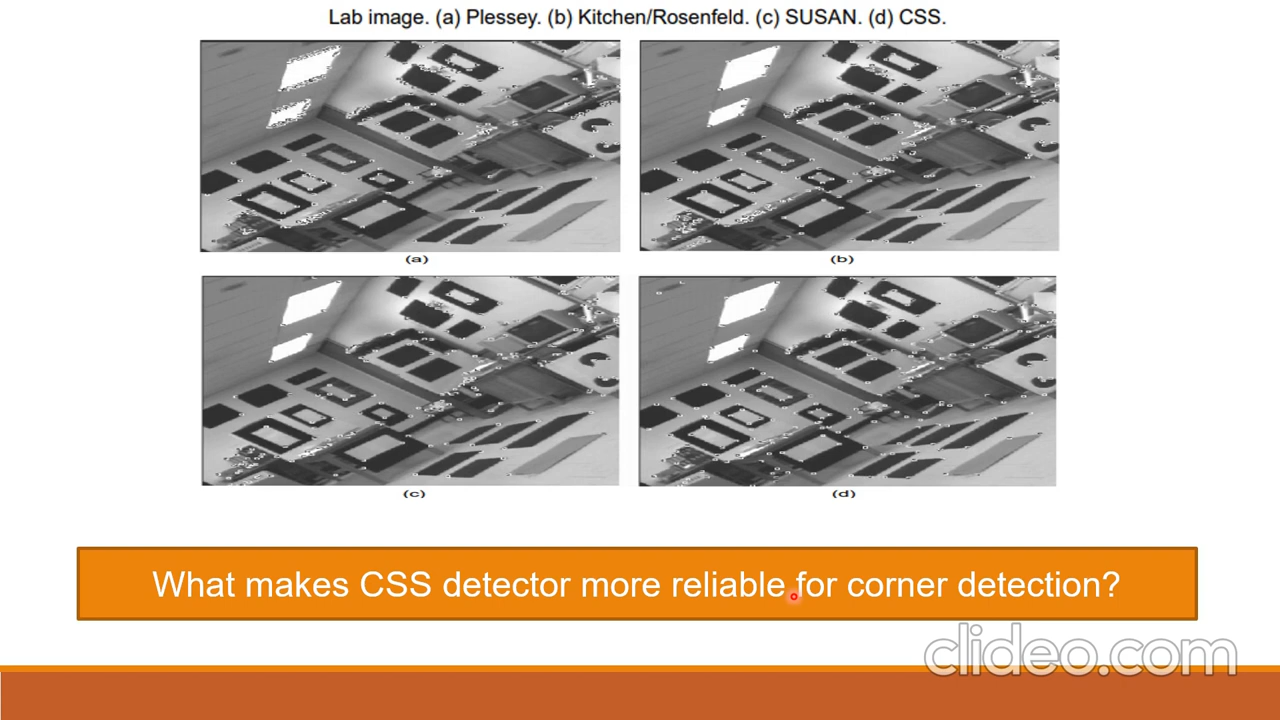 Lab image. (a) Plessey. (b) Kitchen/Rosenfeld. (c) SUSAN. (d) CSS.
(a)
(b)
(c)
(d)
What makes CSS detector more reliable for corner detection?
clideo.com